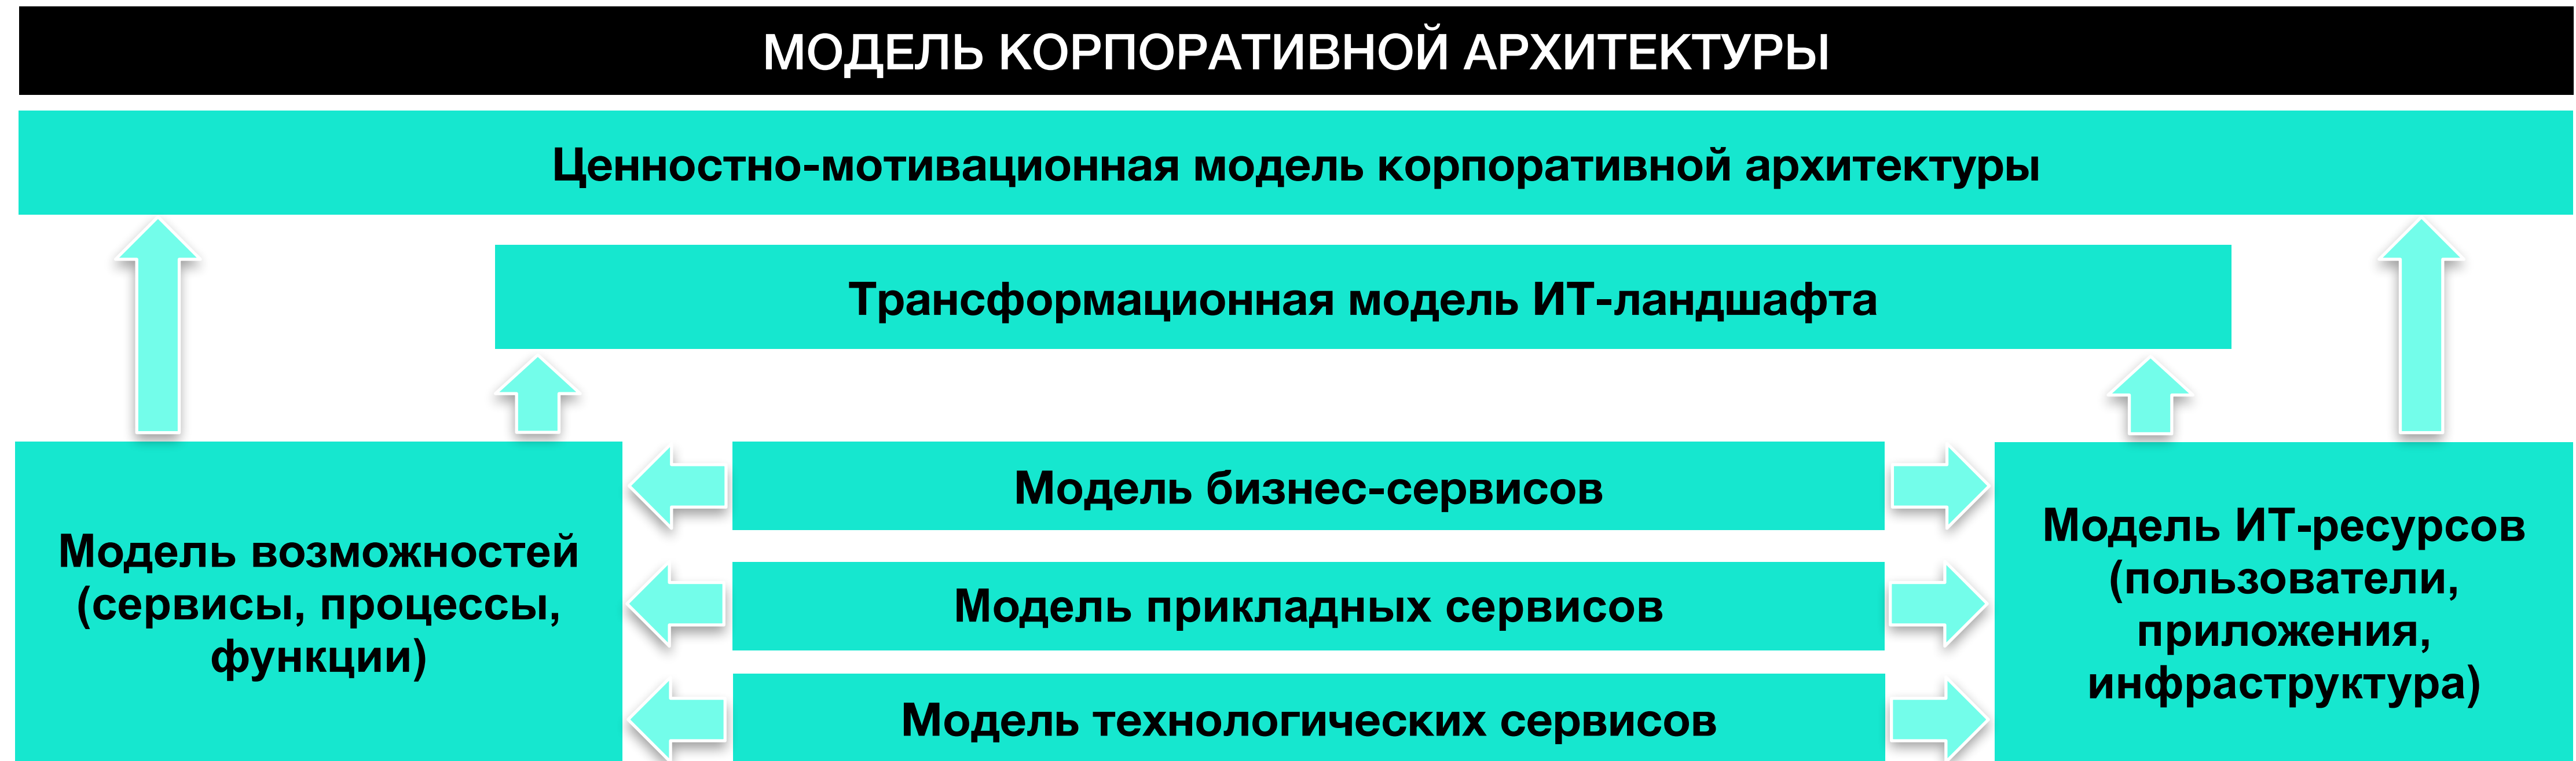 МОДЕЛЬ КОРПОРАТИВНОЙ АРХИТЕКТУРЫ
Ценностно-мотивационная модель корпоративной архитектуры
Трансформационная модель ИТ-ландшафта
Модель возможностей
(сервисы, процессы,
функции)
Модель бизнес-сервисов
Модель прикладных сервисов
Модель технологических сервисов
Модель ИТ-ресурсов
(пользователи,
приложения,
инфраструктура)